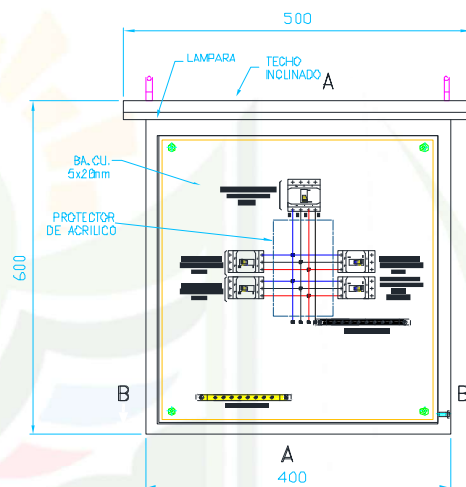 500
LAMPARA
TECHO
INCLINADO
A
BA.CU.
5x20mm
PROTECTOR
DE ACRILICO
600
B
B
A
400